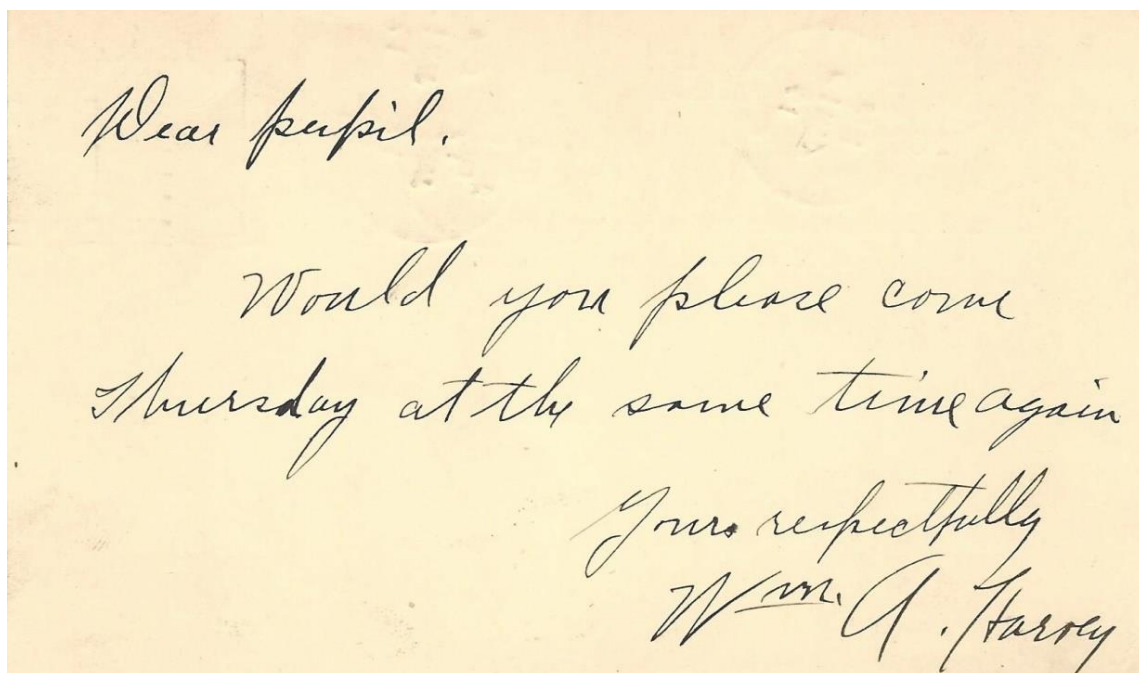 Dear pupil.
Would you please come
Thursday at the same time again
Yours respectfully
Wm. A. Harvey